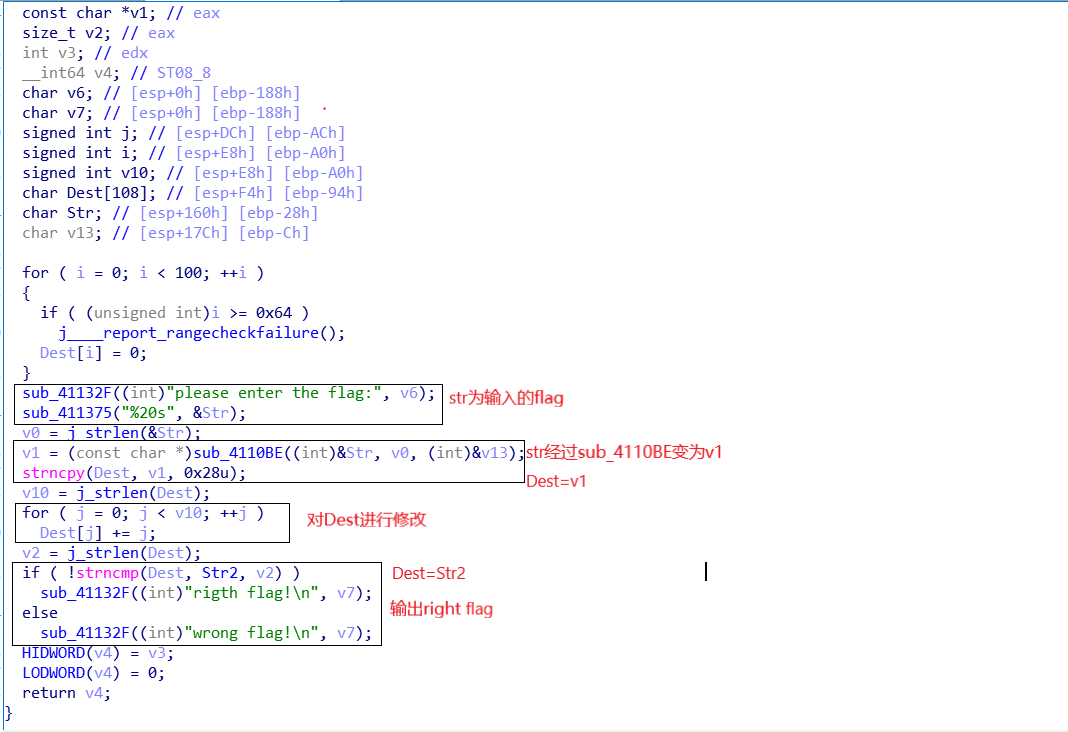 const char *v1; // eax
size_t v2; // eax
int v3; // edx
__int64 v4; // ST08_8
char v6; // [esp+0h] [ebp-188h]
char v7; // [esp+0h] [ebp-188h]
signed int j; // [esp+DCh] [ebp-ACh]
signed int i; // [esp+E8h] [ebp-A0h]
signed int v10; // [esp+E8h] [ebp-A0h]
char Dest[108]; // [esp+F4h] [ebp-94h]
char Str; // [esp+160h] [ebp-28h]
char v13; // [esp+17Ch] [ebp-Ch]
for ( i = 0; i < 100; ++i )
{
if ( (unsigned int)i >= 0x64 )
j____report_rangecheckfailure();
Dest[i] = 0;
}
sub_41132F((int)"please enter the flag:", v6); str为输入的flag
sub_411375("%20s", &Str);
v0 = j_strlen(&Str);
v1 = (const char *)sub_4110BE((int)&Str, v0, (int)&v13); str经过sub_4110BE变为v1
strncpy(Dest, v1, 0x28u); Dest=v1
v10 = j_strlen(Dest);
for ( j = 0; j < v10; ++j ) 对Dest进行修改
Dest[j] += j;
v2 = j_strlen(Dest);
if ( !strncmp(Dest, Str2, v2) ) Dest=Str2
sub_41132F((int)"rigth flag!\n", v7); 输出right flag
else
sub_41132F((int)"wrong flag!\n", v7);
HIDWORD(v4) = v3;
LODWORD(v4) = 0;
return v4;
}